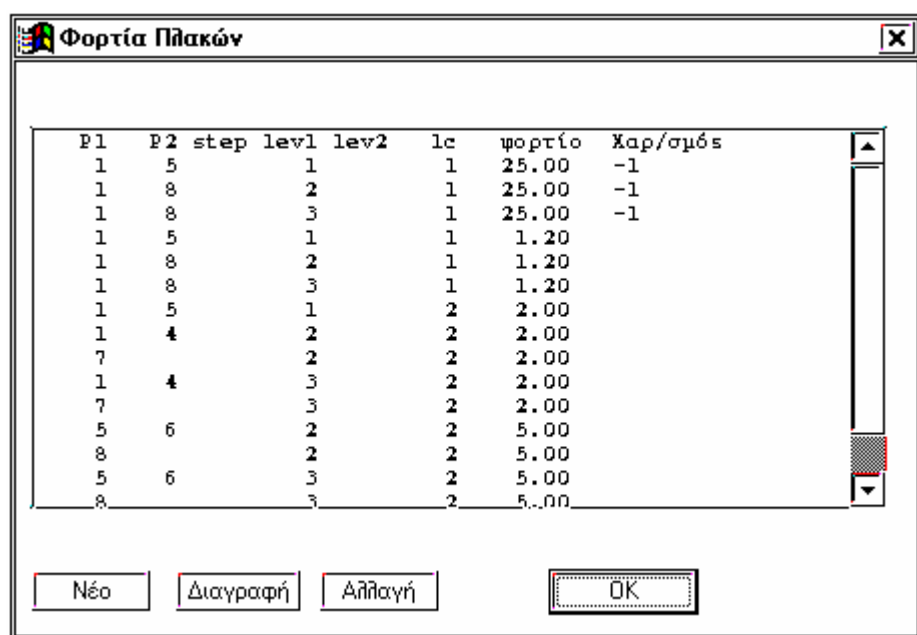 Φορτία Πλακών
P1 P2 step lev1 lev2 lc φορτίο Χαρ/σμός
1 5 1 1 25.00 -1
1 8 2 1 25.00 -1
1 8 3 1 25.00 -1
1 5 1 1 1.20
1 8 2 1 1.20
1 8 3 1 1.20
1 5 1 2 2.00
1 4 2 2 2.00
7 2 2 2.00
1 4 3 2 2.00
7 3 2 2.00
5 6 2 2 5.00
8 2 2 5.00
5 6 3 2 5.00
8 3 2 5.00
Νέο Διαγραφή Αλλαγή OK